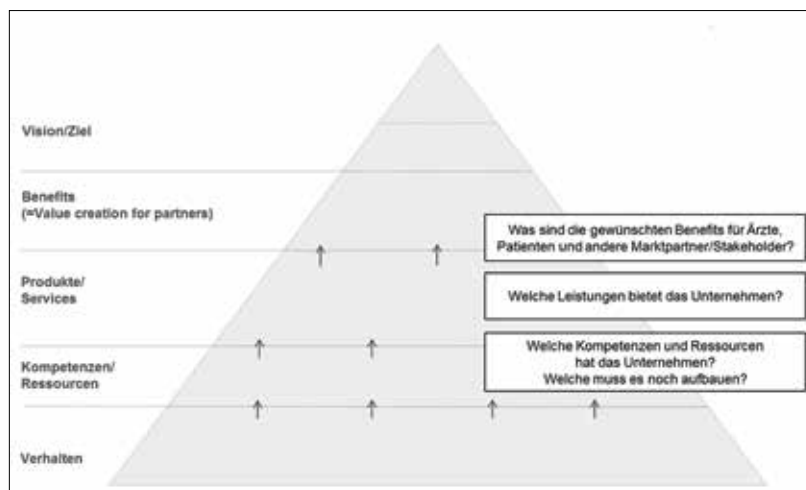 Vision/Ziel
Benefits
(=Value creation for partners)
Was sind die gewünschten Benefits für Ärzte,
Patienten und andere Marktpartner/Stakeholder?
Produkte/
Services
Welche Leistungen bietet das Unternehmen?
Kompetenzen/
Ressourcen
Welche Kompetenzen und Ressourcen
hat das Unternehmen?
Welche muss es noch aufbauen?
Verhalten